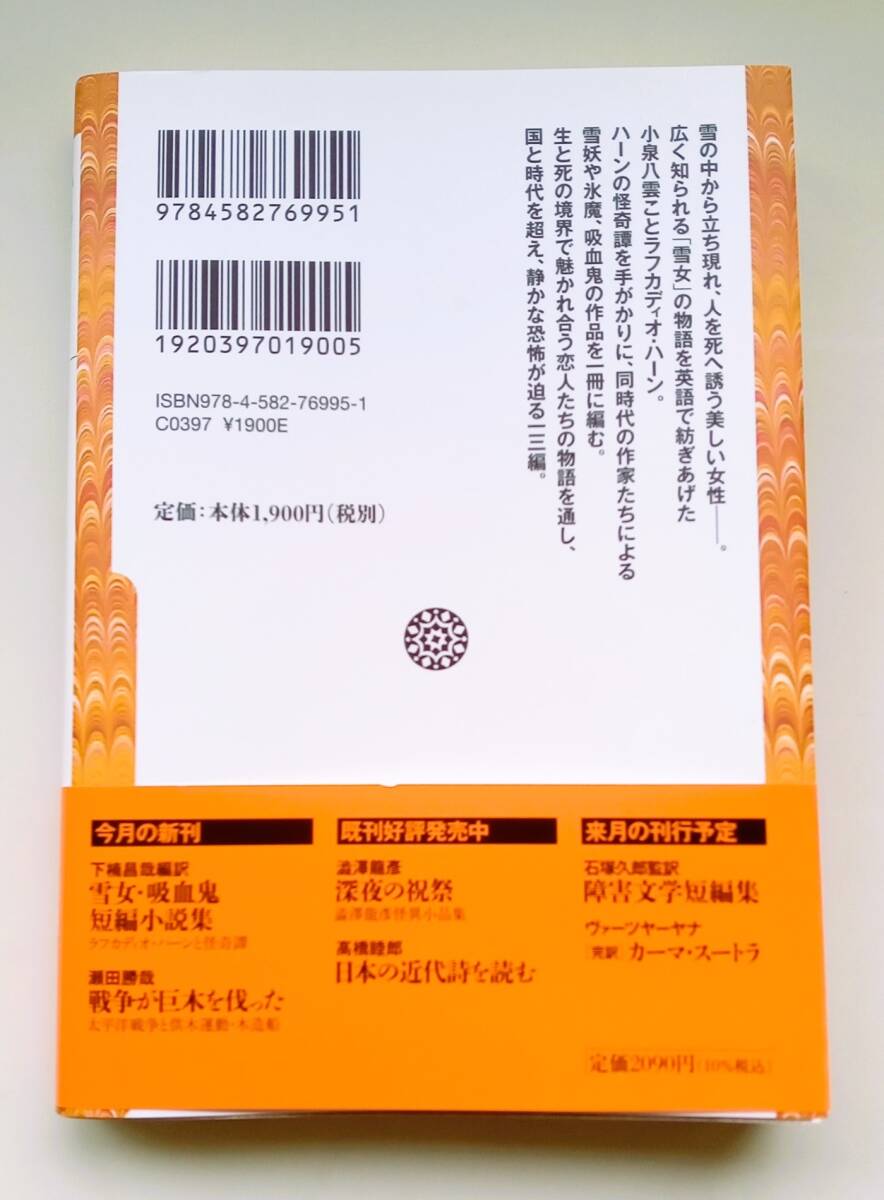 雪の中から立ち現れ、人を死へ誘う美しい女性――。
広く知られる「雪女」の物語を英語で紡ぎあげた
小泉八雲ことラフカディオ・ハーン。
ハーンの怪奇譚を手がかりに、同時代の作家たちによる
雪妖や氷魔、吸血鬼の作品を一冊に編む。
生と死の境界で魅かれ合う恋人たちの物語を通し、
国と時代を超え、静かな恐怖が迫る一三編。
9784582769951
1920397019005
ISBN978-4-582-76995-1
C0397 ¥1900E
定価：本体1,900円（税別）
今月の新刊
下楠昌哉編訳
雪女・吸血鬼
短編小説集
ラフカディオ・ハーンと怪奇譚
瀬田勝哉
戦争が巨木を伐った
太平洋戦争と供木運動・木造船
既刊好評発売中
澁澤龍彥
深夜の祝祭
澁澤龍彥怪異小品集
高橋睦郎
日本の近代詩を読む
来月の刊行予定
石塚久郎監訳
障害文学短編集
ヴァーツヤーヤナ
［完訳］カーマ・スートラ
定価2090円（10%税込）